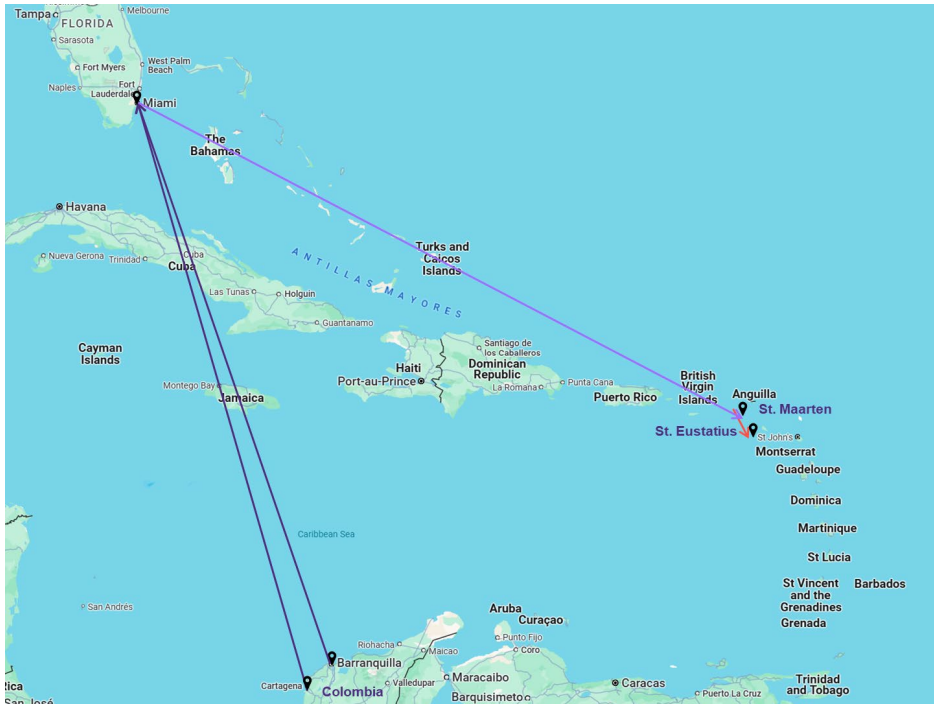 Tampa
Melbourne
FLORIDA
Sarasota
Fort Myers
West Palm
Beach
Naples
Fort
Lauderdale
Miami
The
Bahamas
Havana
Nueva Gerona
Trinidad
Cuba
Cuba
Las Tunas
Holguin
Guantanamo
ANTILLAS MAYORES
Turks and
Caicos
Islands
Cayman
Islands
Montego Bay
Jamaica
Haiti
Port-au-Prince
Santiago de
los Caballeros
Dominican
Republic
La Romana
Punta Cana
Puerto Rico
British
Virgin
Islands
Anguilla
St. Maarten
St. Eustatius
St John's
Montserrat
Guadeloupe
Dominica
Martinique
St Lucia
St Vincent
and the
Grenadines
Barbados
Grenada
Caribbean Sea
San Andrés
Aruba
Curaçao
Punto Fijo
Coro
Riohacha
Maicao
Barranquilla
Cartagena
Colombia
Valledupar
Maracaibo
Barquisimeto
Caracas
Puerto La Cruz
Trinidad
and Tobago
tica
San José